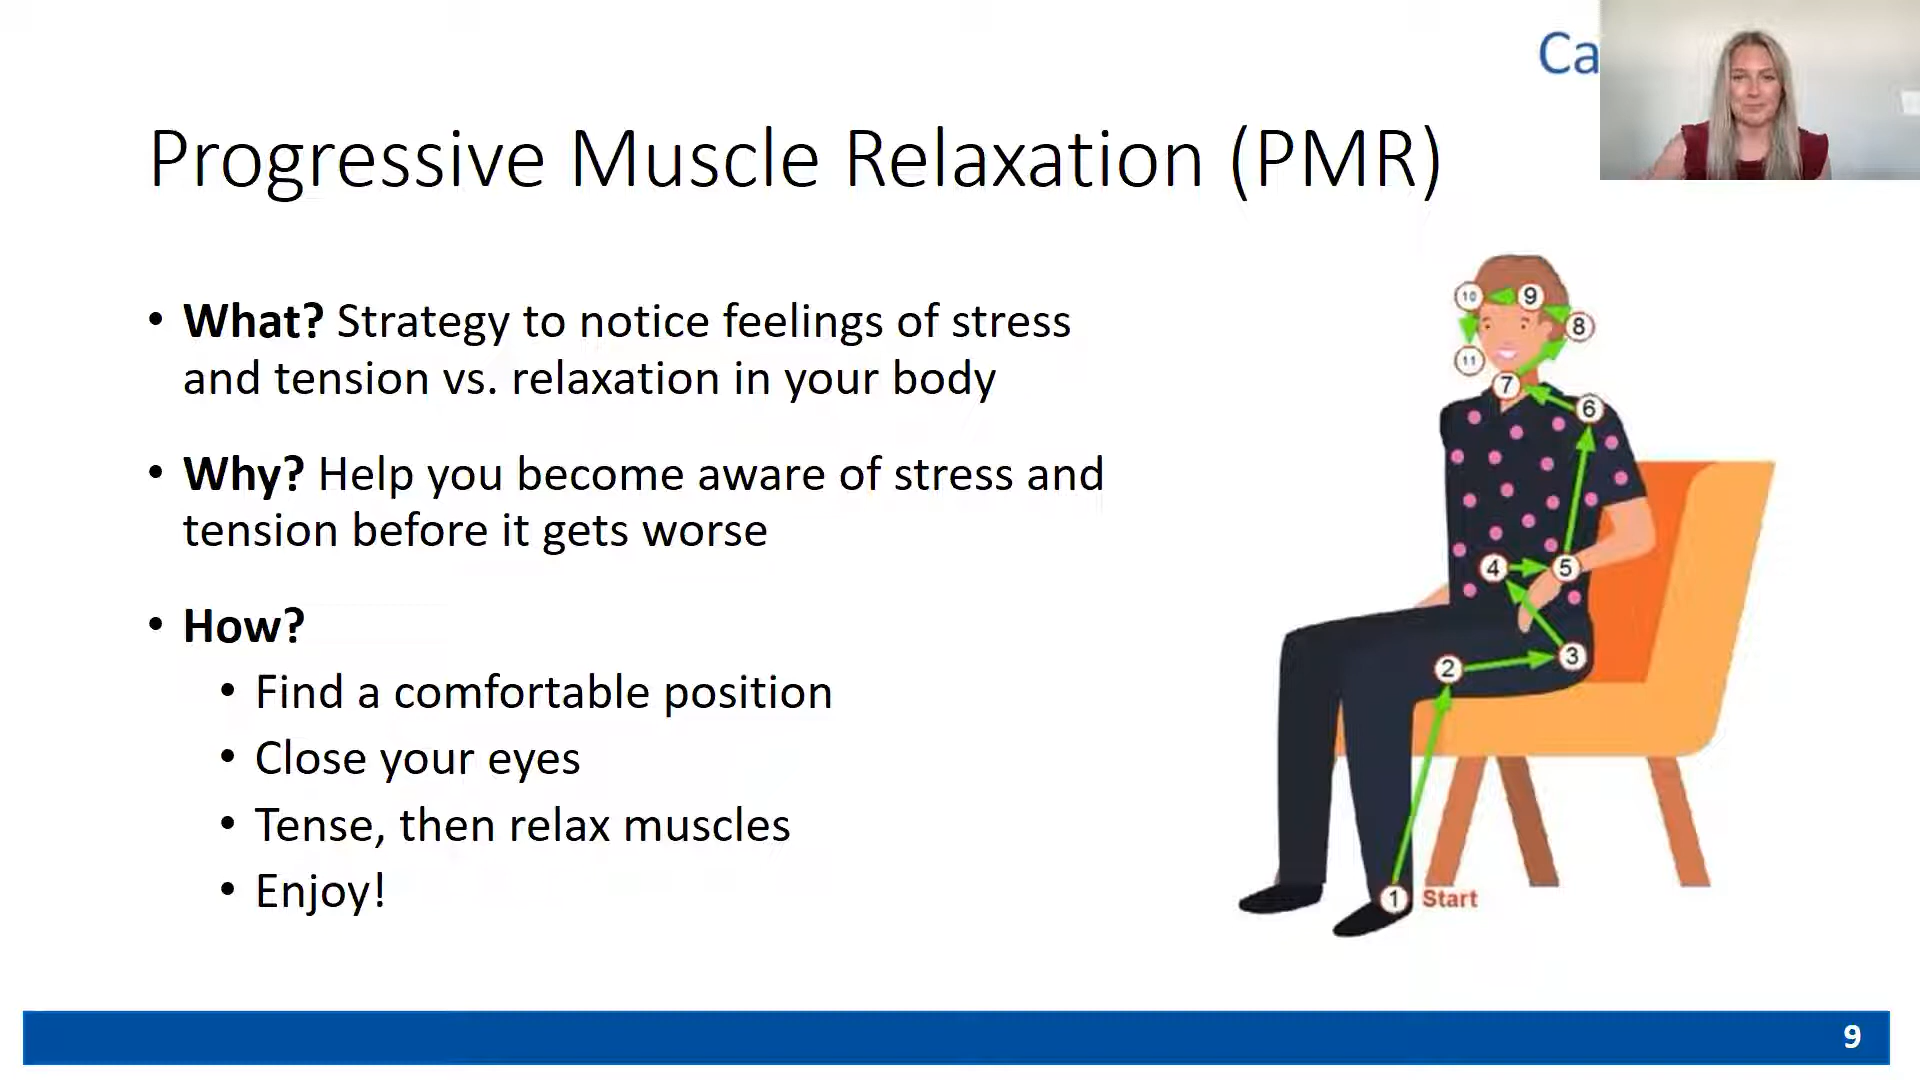 Ca
Progressive Muscle Relaxation (PMR)
• What? Strategy to notice feelings of stress
and tension vs. relaxation in your body
• Why? Help you become aware of stress and
tension before it gets worse
• How?
• Find a comfortable position
• Close your eyes
• Tense, then relax muscles
• Enjoy!
10 9
8
11
7
6
4 5
2 3
1 Start
9